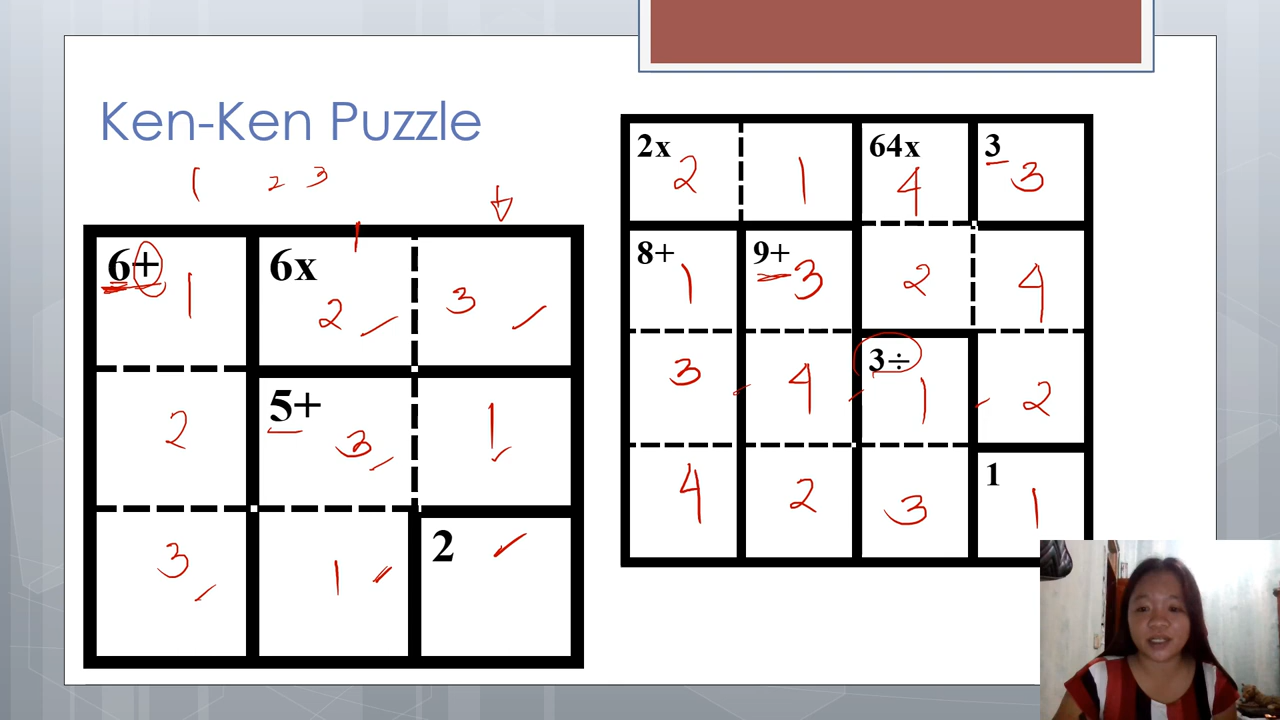 Ken-Ken Puzzle
1 2 3
1
6+ 6x
1 2 3
5+
2 3 1
2
3 1
2x 64x 3
2 1 4 3
8+ 9+
1 3 2 4
3÷
3 4 1 2
1
4 2 3 1